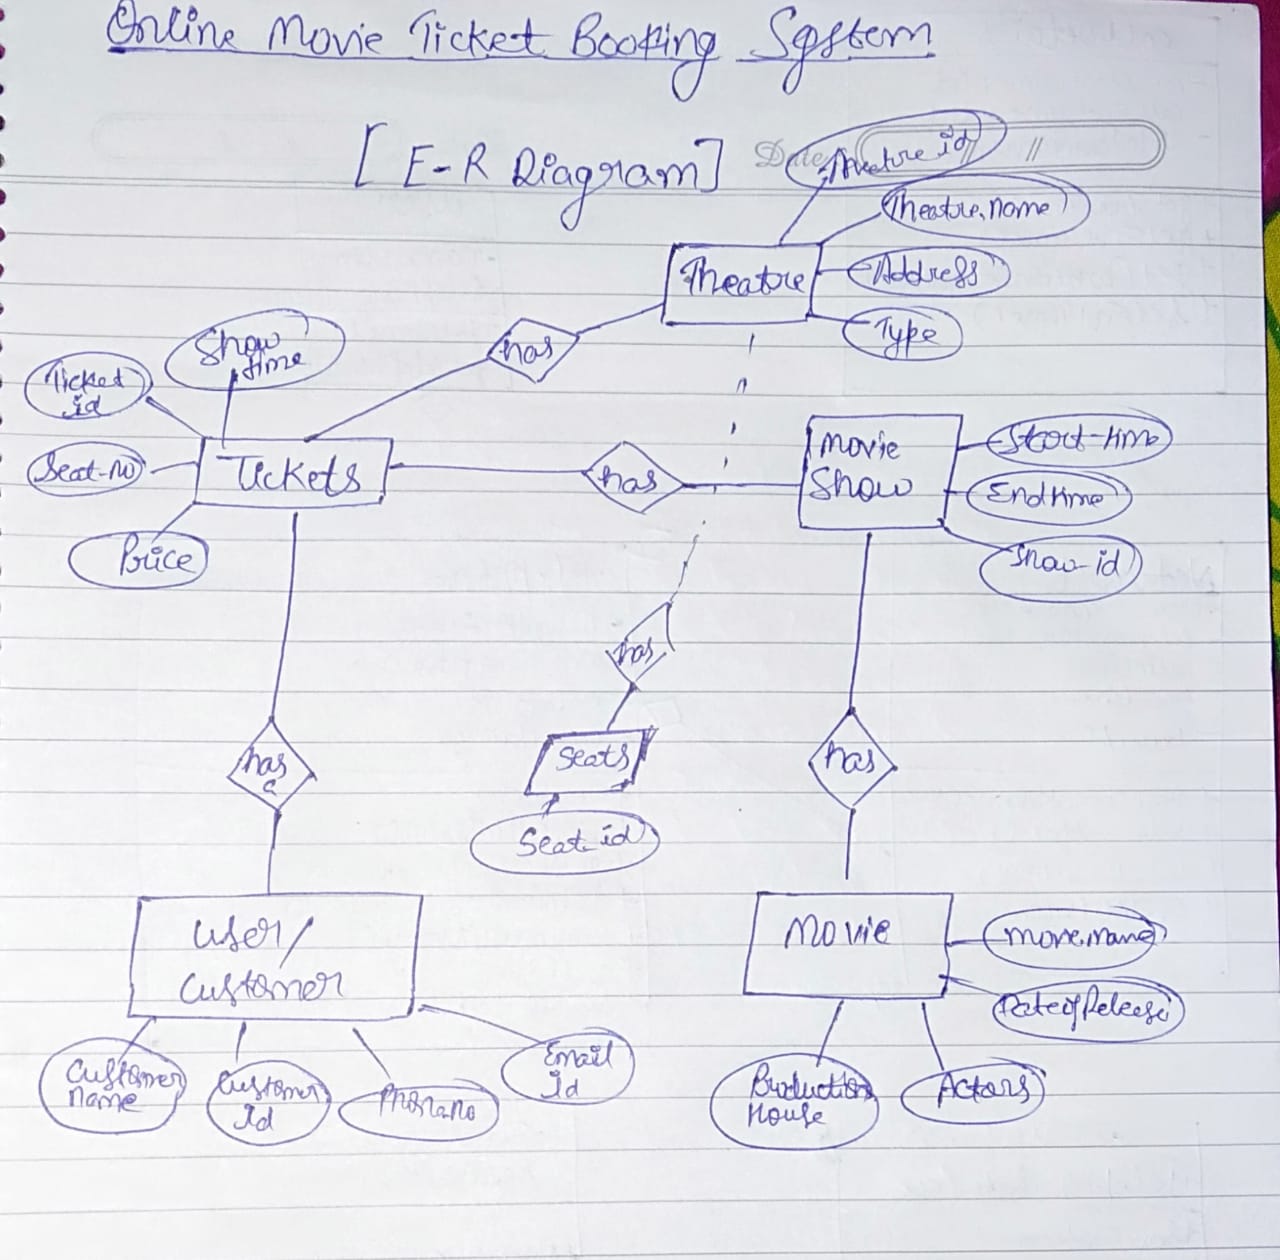 Online Movie Ticket Booking System
[E-R Diagram]
Date
Theatre id
Theatre name
Theatre
Address
Type
has
Show
time
Ticket
id
Seat-no
Tickets
Price
has
Movie
Show
Start-time
End time
Show-id
has
has
a
Seats
Seat id
has
User/
Customer
Customer
name
Customer
Id
Email
Id
Movie
Movie name
Date of Release
Production
House
Actors